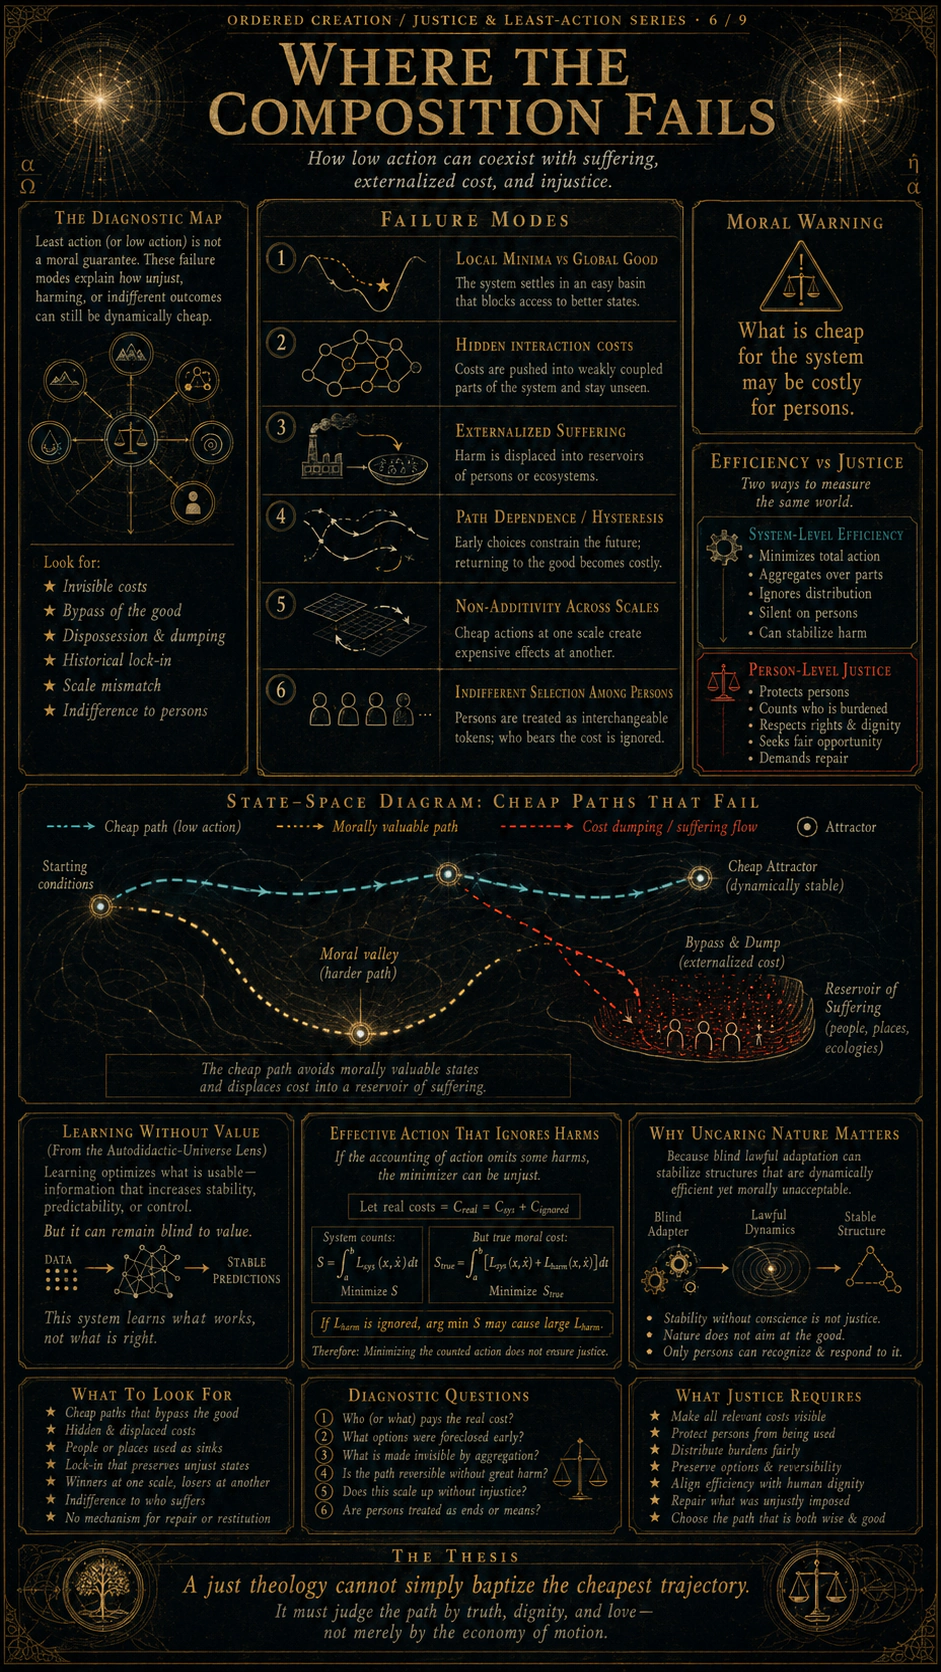 ORDERED CREATION / JUSTICE & LEAST-ACTION SERIES · 6 / 9
WHERE THE
COMPOSITION FAILS
How low action can coexist with suffering,
externalized cost, and injustice.
α
Ω
ἡ
α
THE DIAGNOSTIC MAP
Least action (or low action) is not
a moral guarantee. These failure
modes explain how unjust,
harming, or indifferent outcomes
can still be dynamically cheap.
Look for:
★ Invisible costs
★ Bypass of the good
★ Dispossession & dumping
★ Historical lock-in
★ Scale mismatch
★ Indifference to persons
FAILURE MODES
1
LOCAL MINIMA VS GLOBAL GOOD
The system settles in an easy basin
that blocks access to better states.
2
HIDDEN INTERACTION COSTS
Costs are pushed into weakly coupled
parts of the system and stay unseen.
3
EXTERNALIZED SUFFERING
Harm is displaced into reservoirs
of persons or ecosystems.
4
PATH DEPENDENCE / HYSTERESIS
Early choices constrain the future;
returning to the good becomes costly.
5
NON-ADDITIVITY ACROSS SCALES
Cheap actions at one scale create
expensive effects at another.
6
...
INDIFFERENT SELECTION AMONG PERSONS
Persons are treated as interchangeable
tokens; who bears the cost is ignored.
MORAL WARNING
!
What is cheap
for the system
may be costly
for persons.
EFFICIENCY VS JUSTICE
Two ways to measure
the same world.
SYSTEM-LEVEL EFFICIENCY
• Minimizes total action
• Aggregates over parts
• Ignores distribution
• Silent on persons
• Can stabilize harm
PERSON-LEVEL JUSTICE
• Protects persons
• Counts who is burdened
• Respects rights & dignity
• Seeks fair opportunity
• Demands repair
STATE-SPACE DIAGRAM: CHEAP PATHS THAT FAIL
Cheap path (low action)
Morally valuable path
Cost dumping / suffering flow
Attractor
Starting
conditions
Cheap Attractor
(dynamically stable)
Moral valley
(harder path)
Bypass & Dump
(externalized cost)
Reservoir of
Suffering
(people, places,
ecologies)
The cheap path avoids morally valuable states
and displaces cost into a reservoir of suffering.
LEARNING WITHOUT VALUE
(From the Autodidactic-Universe Lens)
Learning optimizes what is usable—
information that increases stability,
predictability, or control.
But it can remain blind to value.
DATA
STABLE
PREDICTIONS
This system learns what works,
not what is right.
EFFECTIVE ACTION THAT IGNORES HARMS
If the accounting of action omits some harms,
the minimizer can be unjust.
Let real costs = C_real = C_sys + C_ignored
System counts:
S = ∫_a^b L_sys (x, ẋ) dt
Minimize S
But true moral cost:
S_true = ∫_a^b [L_sys(x, ẋ) + L_harm(x, ẋ)] dt
Minimize S_true
If L_harm is ignored, arg min S may cause large L_harm.
Therefore: Minimizing the counted action does not ensure justice.
WHY UNCARING NATURE MATTERS
Because blind lawful adaptation can
stabilize structures that are dynamically
efficient yet morally unacceptable.
Blind
Adapter
Lawful
Dynamics
Stable
Structure
• Stability without conscience is not justice.
• Nature does not aim at the good.
• Only persons can recognize & respond to it.
WHAT TO LOOK FOR
★ Cheap paths that bypass the good
★ Hidden & displaced costs
★ People or places used as sinks
★ Lock-in that preserves unjust states
★ Winners at one scale, losers at another
★ Indifference to who suffers
★ No mechanism for repair or restitution
DIAGNOSTIC QUESTIONS
1 Who (or what) pays the real cost?
2 What options were foreclosed early?
3 What is made invisible by aggregation?
4 Is the path reversible without great harm?
5 Does this scale up without injustice?
6 Are persons treated as ends or means?
WHAT JUSTICE REQUIRES
★ Make all relevant costs visible
★ Protect persons from being used
★ Distribute burdens fairly
★ Preserve options & reversibility
★ Align efficiency with human dignity
★ Repair what was unjustly imposed
★ Choose the path that is both wise & good
THE THESIS
A just theology cannot simply baptize the cheapest trajectory.
It must judge the path by truth, dignity, and love—
not merely by the economy of motion.